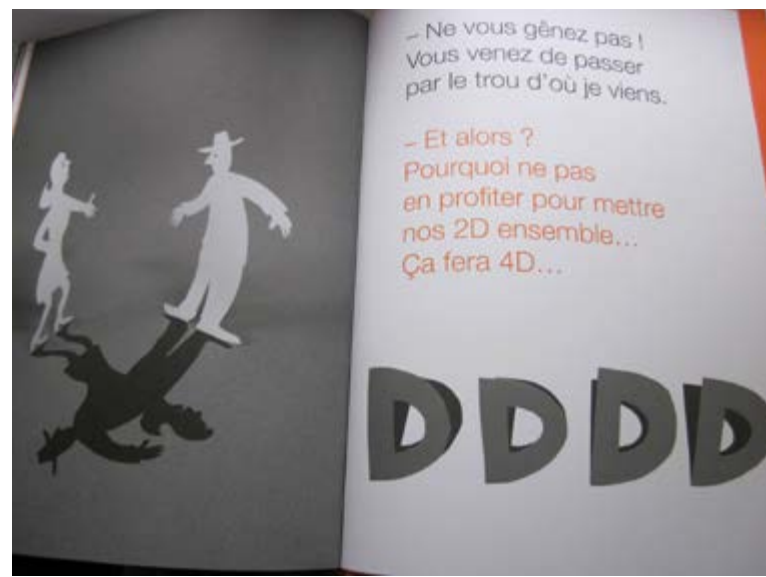 – Ne vous gênez pas !
Vous venez de passer
par le trou d'où je viens.
– Et alors ?
Pourquoi ne pas
en profiter pour mettre
nos 2D ensemble...
Ça fera 4D...
DDDD